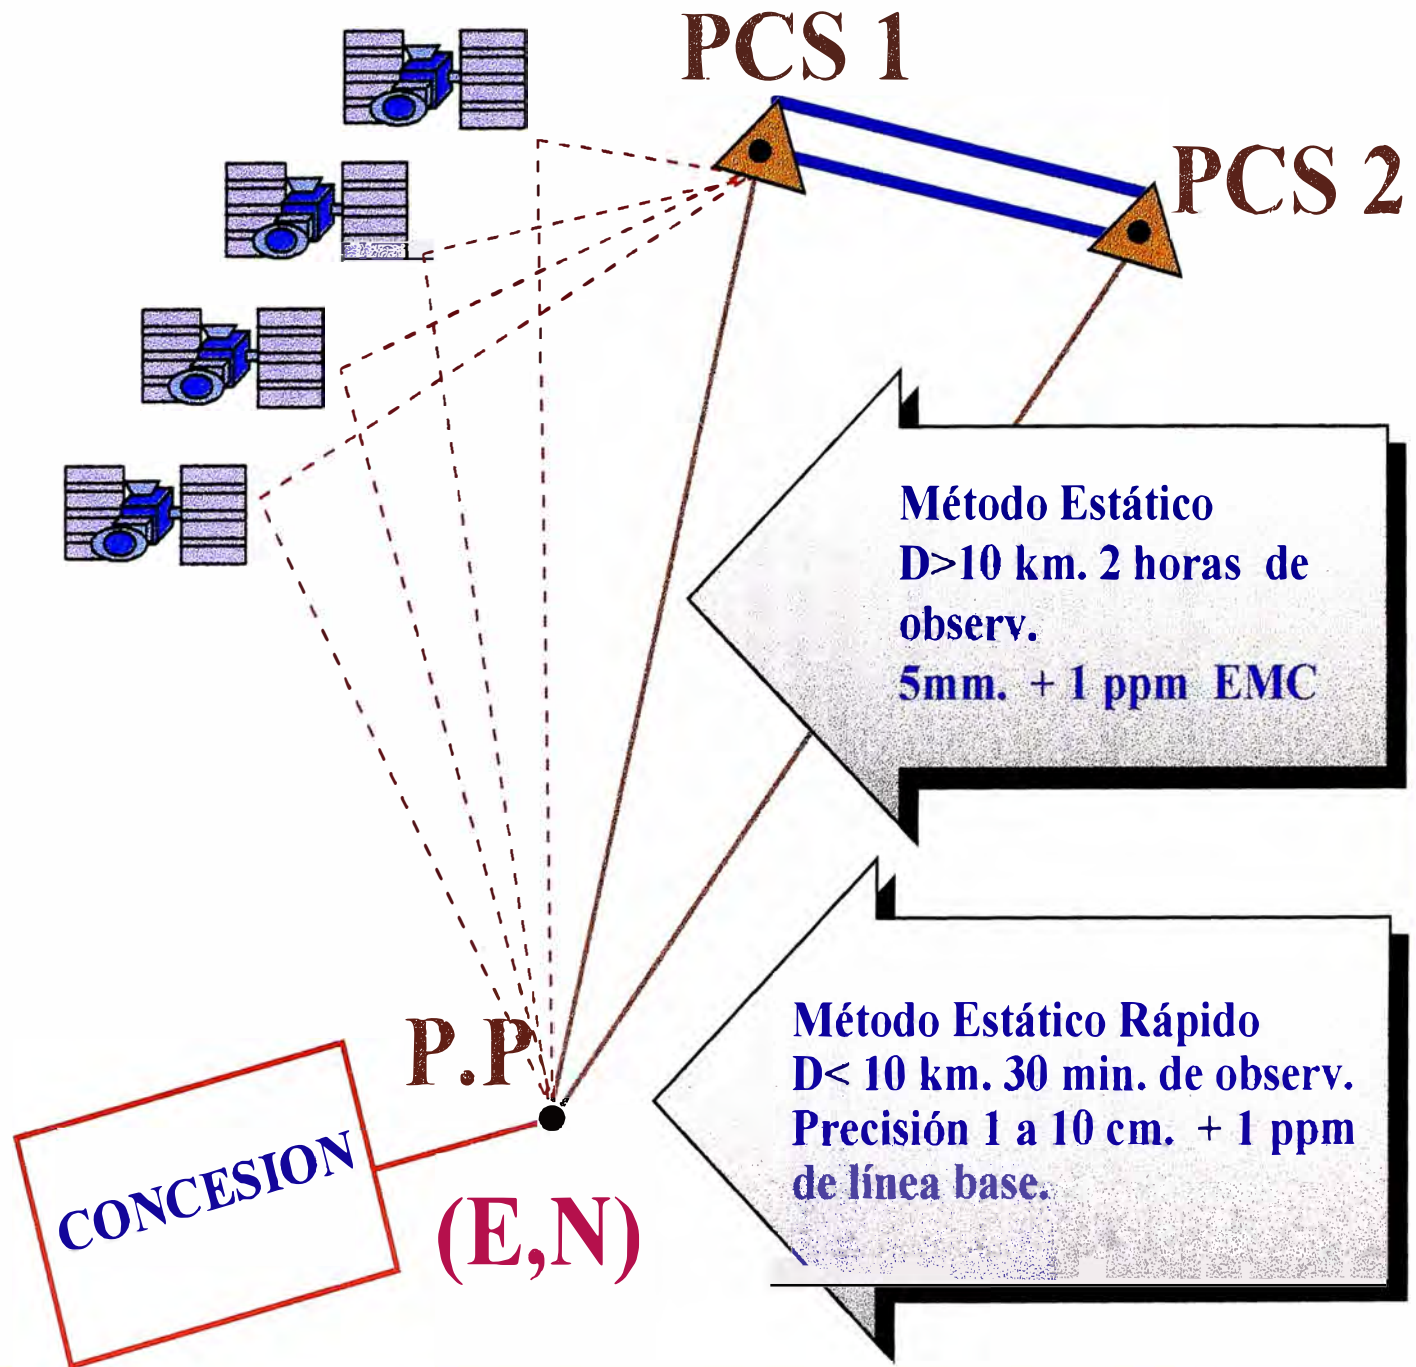 PCS 1
PCS 2
Método Estático
D>10 km. 2 horas de
observ.
5mm. + 1 ppm EMC
P.P
Método Estático Rápido
D< 10 km. 30 min. de observ.
Precisión 1 a 10 cm. + 1 ppm
de línea base.
CONCESION
(E,N)